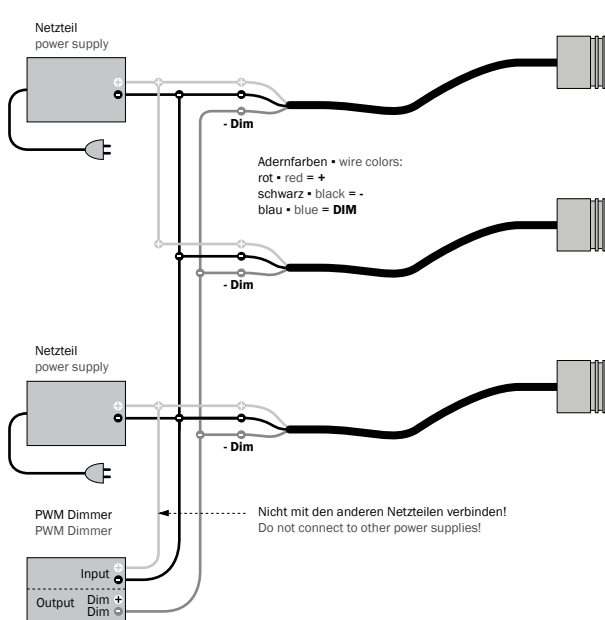 Netzteil
power supply
- Dim
Adernfarben ▪ wire colors:
rot ▪ red = +
schwarz ▪ black = -
blau ▪ blue = DIM
- Dim
Netzteil
power supply
- Dim
PWM Dimmer
PWM Dimmer
Nicht mit den anderen Netzteilen verbinden!
Do not connect to other power supplies!
Input
Output Dim +
Dim -